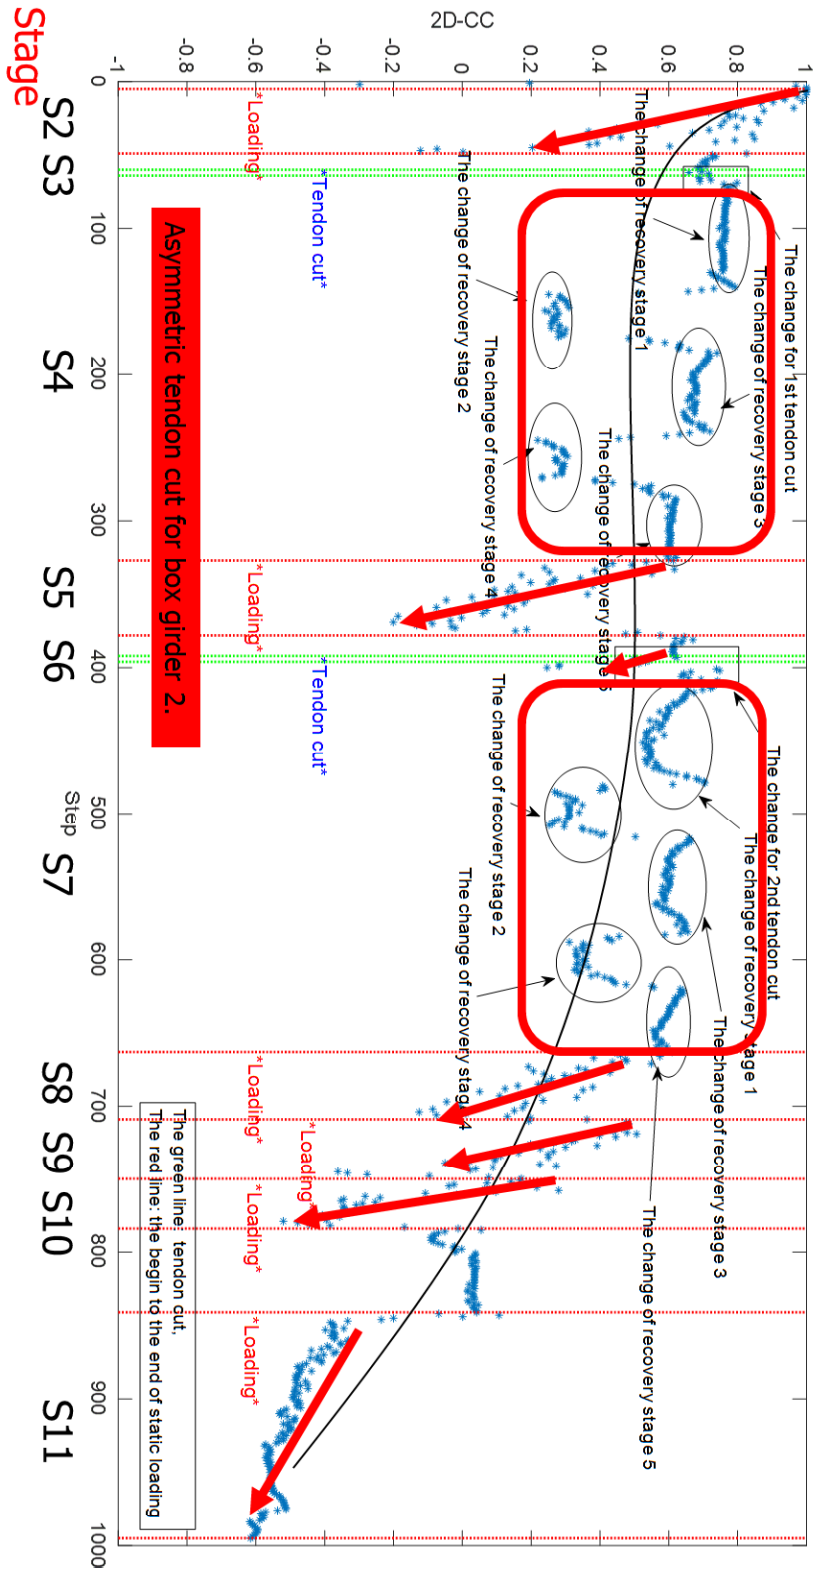 2D-CC
-1
-0.8
-0.6
-0.4
-0.2
0
0.2
0.4
0.6
0.8
1
The change for 1st tendon cut
The change of recovery stage 3
The change of recovery stage 1
The change of recovery stage 2
The change of recovery stage 4
The change of recovery stage 5
The change for 2nd tendon cut
The change of recovery stage 1
The change of recovery stage 3
The change of recovery stage 5
The change of recovery stage 2
The change of recovery stage 4
*Tendon cut*
*Tendon cut*
*Loading*
*Loading*
*Loading*
*Loading*
*Loading*
*Loading*
Asymmetric tendon cut for box girder 2.
The green line : tendon cut,
The red line: the begin to the end of static loading
0
100
200
300
400
500
600
700
800
900
1000
Step
Stage
S2
S3
S4
S5
S6
S7
S8
S9
S10
S11